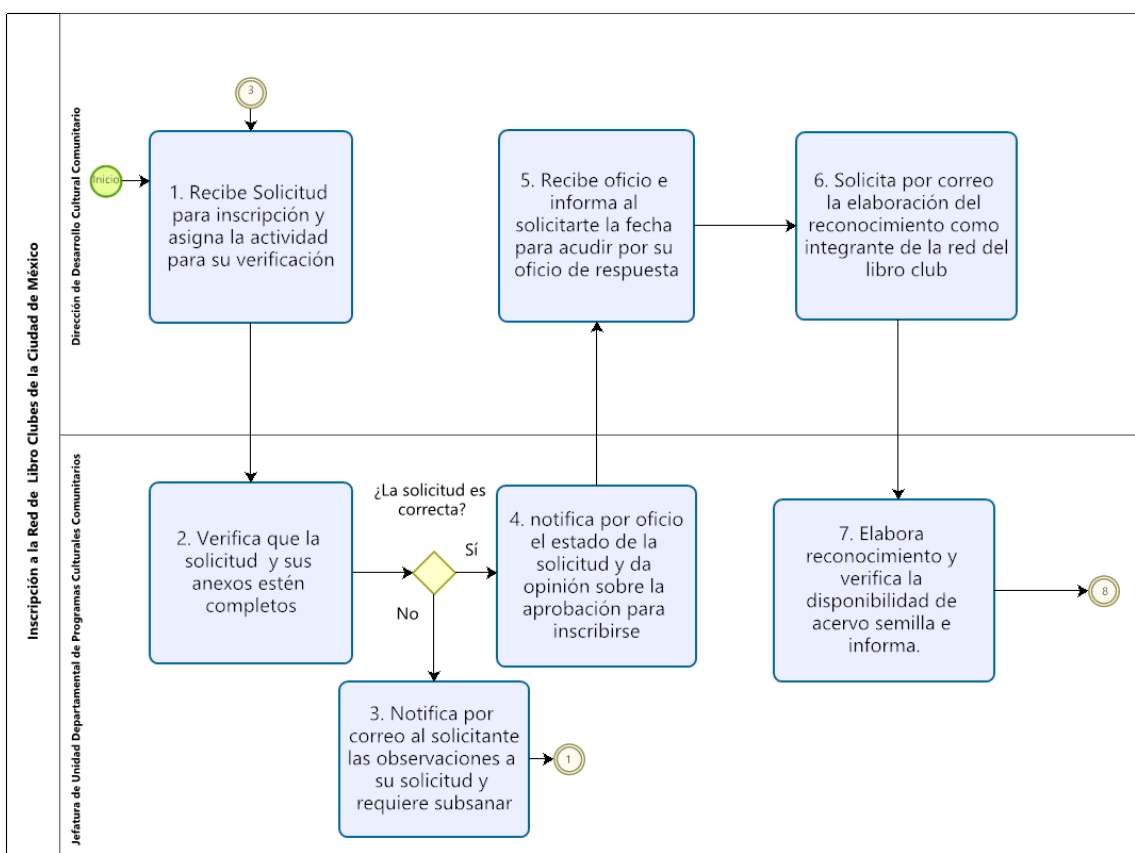 Inscripción a la Red de Libro Clubes de la Ciudad de México
Dirección de Desarrollo Cultural Comunitario
3
Inicio
1. Recibe Solicitud
para inscripción y
asigna la actividad
para su verificación
5. Recibe oficio e
informa al
solicitarte la fecha
para acudir por su
oficio de respuesta
6. Solicita por correo
la elaboración del
reconocimiento como
integrante de la red del
libro club
Jefatura de Unidad Departamental de Programas Culturales Comunitarios
2. Verifica que la
solicitud y sus
anexos estén
completos
¿La solicitud es
correcta?
Sí
No
4. notifica por oficio
el estado de la
solicitud y da
opinión sobre la
aprobación para
inscribirse
3. Notifica por
correo al solicitante
las observaciones a
su solicitud y
requiere subsanar
1
7. Elabora
reconocimiento y
verifica la
disponibilidad de
acervo semilla e
informa.
8